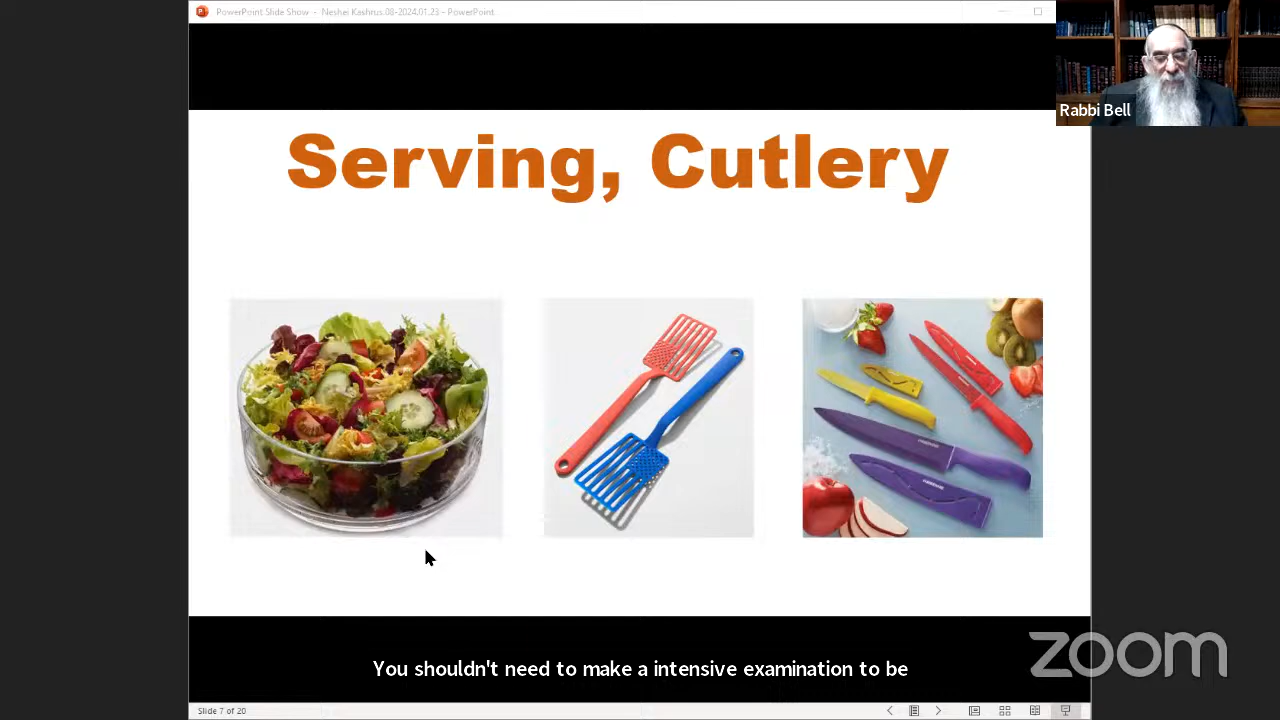 PowerPoint Slide Show - Neshei Kashrus.08-2024.01.23 - PowerPoint
Rabbi Bell
Serving, Cutlery
You shouldn't need to make a intensive examination to be
zoom
Slide 7 of 20